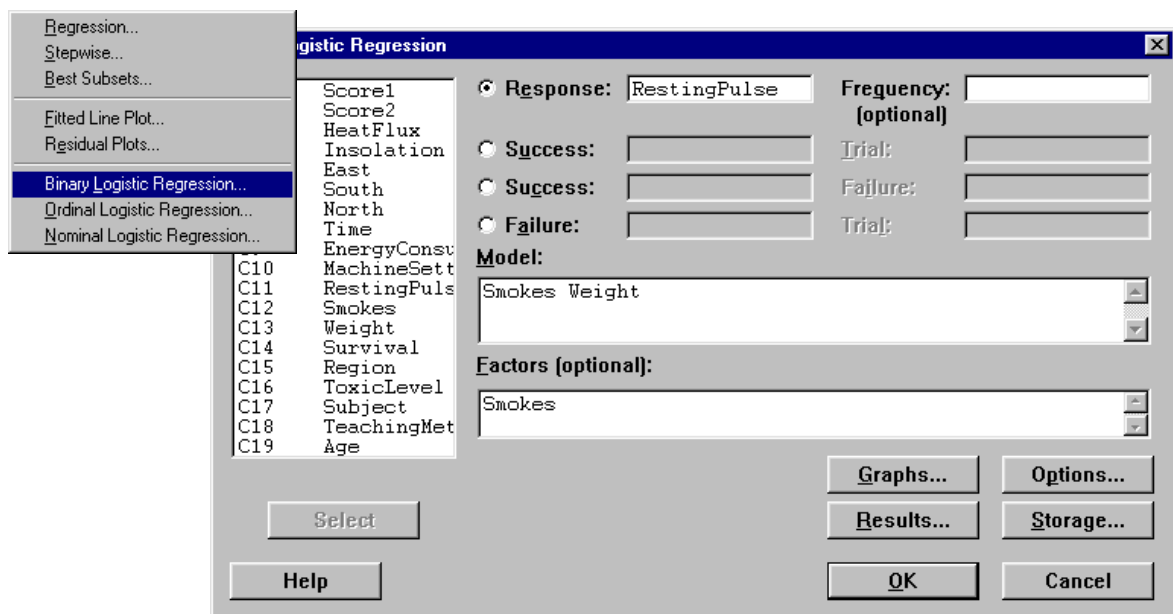 Regression...
Stepwise...
Best Subsets...
Fitted Line Plot...
Residual Plots...
Binary Logistic Regression...
Ordinal Logistic Regression...
Nominal Logistic Regression...
gistic Regression
Score1
Score2
HeatFlux
Insolation
East
South
North
Time
EnergyConsu
C10 MachineSett
C11 RestingPuls
C12 Smokes
C13 Weight
C14 Survival
C15 Region
C16 ToxicLevel
C17 Subject
C18 TeachingMet
C19 Age
Response: RestingPulse Frequency:
(optional)
Success: Trial:
Success: Failure:
Failure: Trial:
Model:
Smokes Weight
Factors (optional):
Smokes
Graphs... Options...
Select Results... Storage...
Help OK Cancel